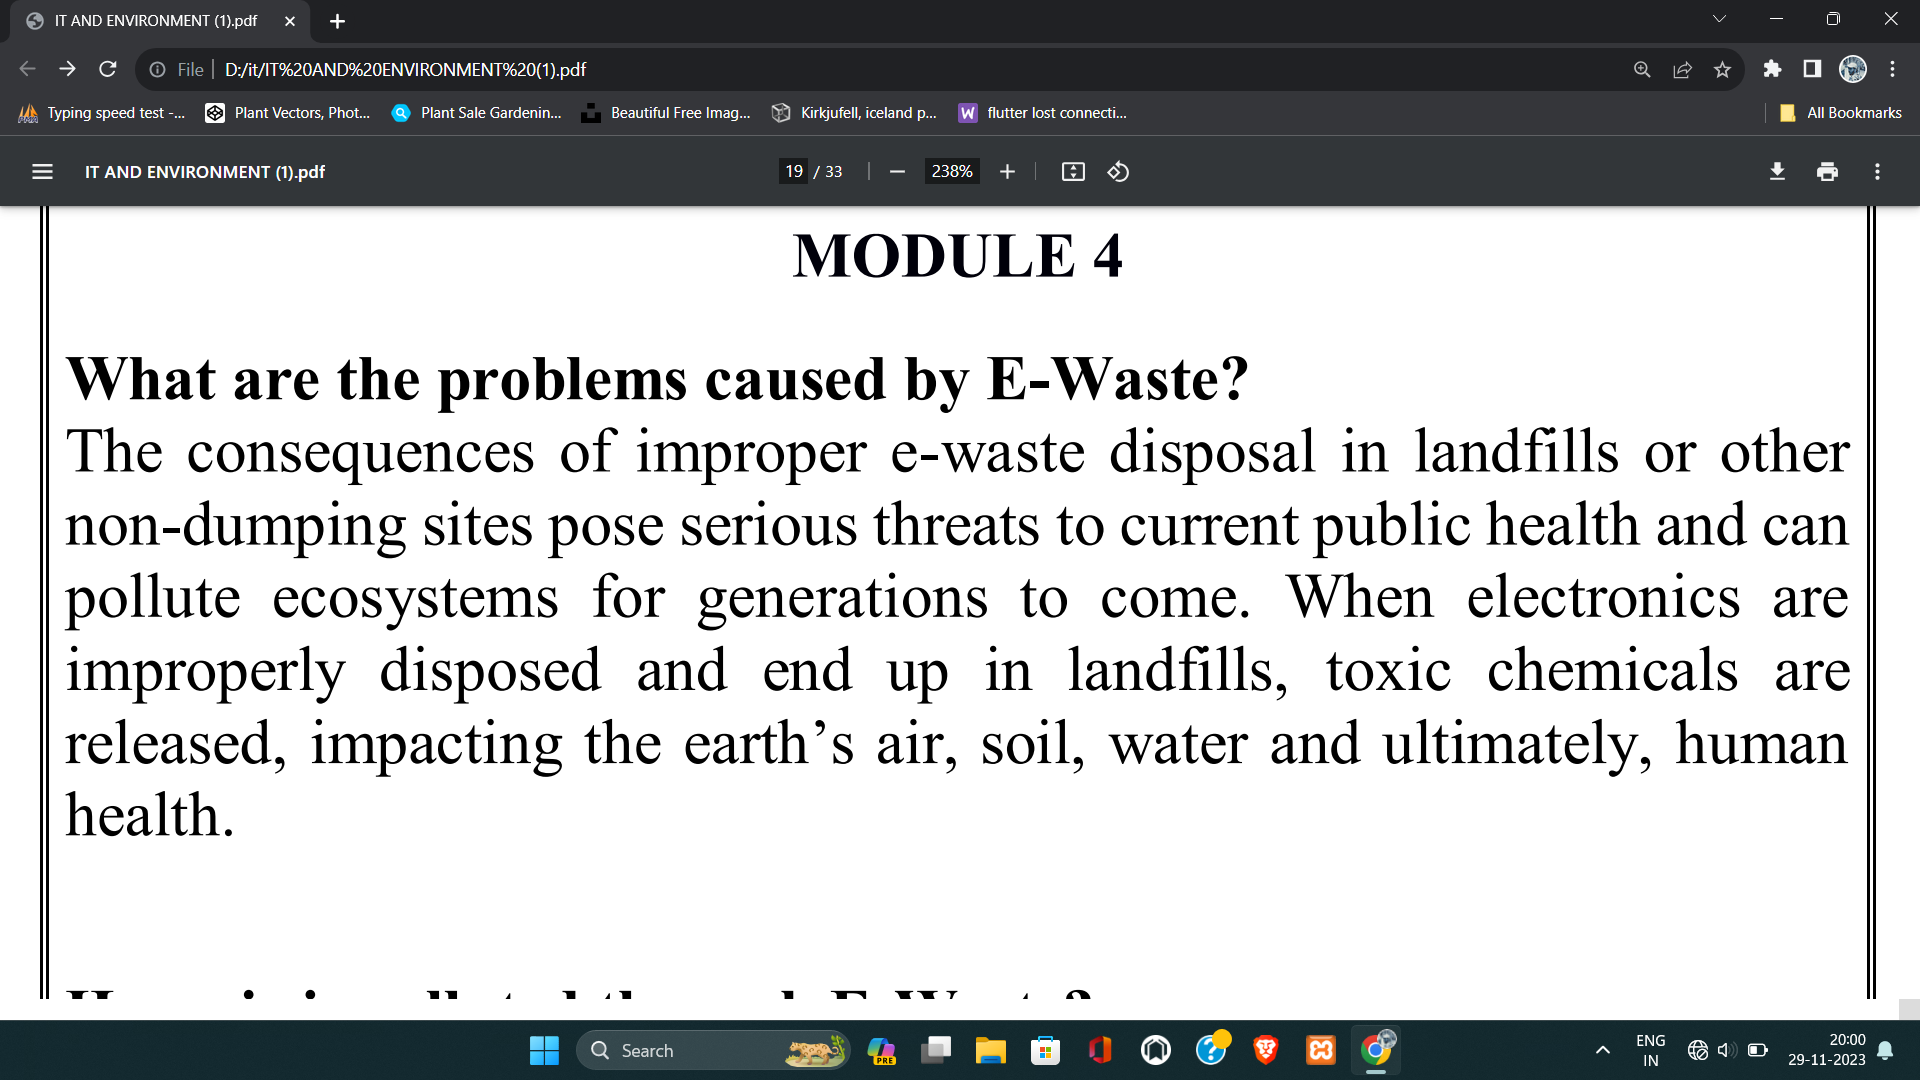 IT AND ENVIRONMENT (1).pdf
File
D:/it/IT%20AND%20ENVIRONMENT%20(1).pdf
Typing speed test -...
Plant Vectors, Phot...
Plant Sale Gardenin...
Beautiful Free Imag...
Kirkjufell, iceland p...
W
flutter lost connecti...
All Bookmarks
IT AND ENVIRONMENT (1).pdf
19 / 33
238%
MODULE 4
What are the problems caused by E-Waste?
The consequences of improper e-waste disposal in landfills or other
non-dumping sites pose serious threats to current public health and can
pollute ecosystems for generations to come. When electronics are
improperly disposed and end up in landfills, toxic chemicals are
released, impacting the earth’s air, soil, water and ultimately, human
health.
Search
PRE
ENG
IN
20:00
29-11-2023